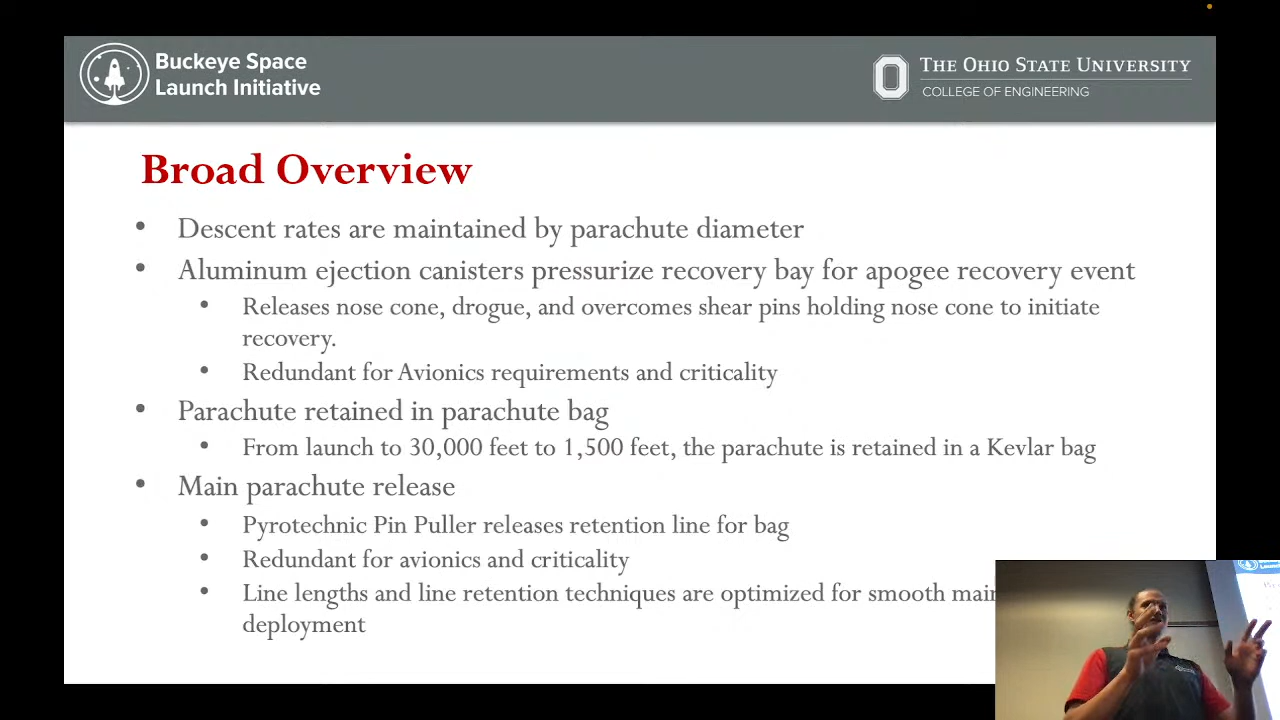 Buckeye Space
Launch Initiative
THE OHIO STATE UNIVERSITY
COLLEGE OF ENGINEERING
Broad Overview
• Descent rates are maintained by parachute diameter
• Aluminum ejection canisters pressurize recovery bay for apogee recovery event
• Releases nose cone, drogue, and overcomes shear pins holding nose cone to initiate
recovery.
• Redundant for Avionics requirements and criticality
• Parachute retained in parachute bag
• From launch to 30,000 feet to 1,500 feet, the parachute is retained in a Kevlar bag
• Main parachute release
• Pyrotechnic Pin Puller releases retention line for bag
• Redundant for avionics and criticality
• Line lengths and line retention techniques are optimized for smooth main
deployment